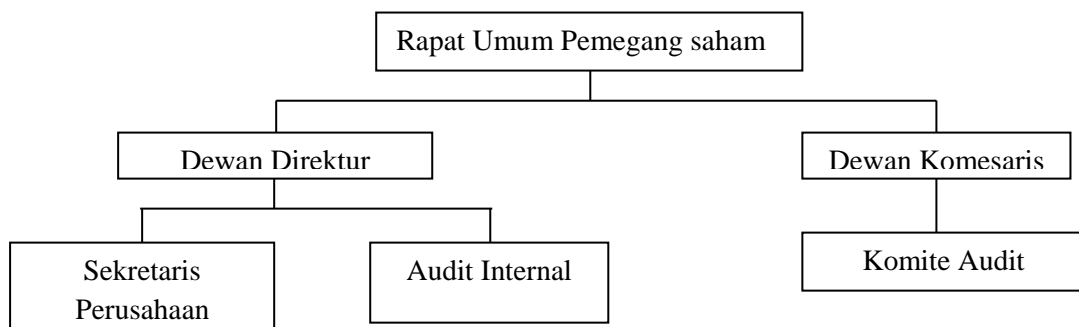 Rapat Umum Pemegang saham
Dewan Direktur
Dewan Komesaris
Sekretaris
Perusahaan
Audit Internal
Komite Audit